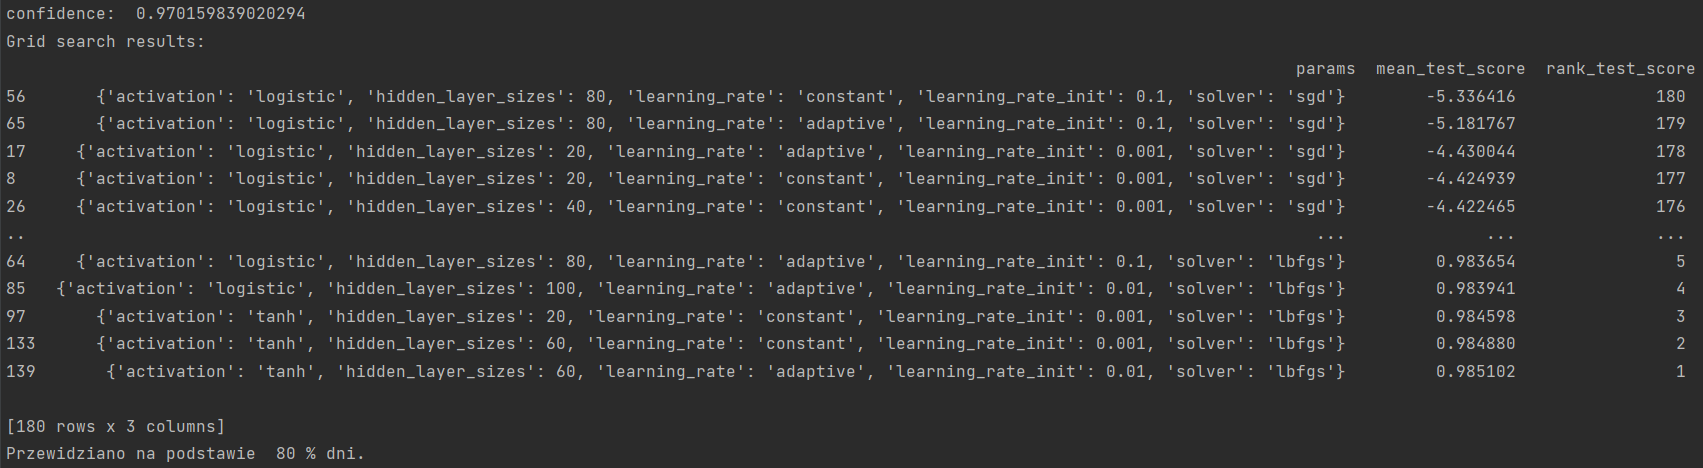 confidence:  0.970159839020294
Grid search results:
params  mean_test_score  rank_test_score
56       {'activation': 'logistic', 'hidden_layer_sizes': 80, 'learning_rate': 'constant', 'learning_rate_init': 0.1, 'solver': 'sgd'}        -5.336416              180
65       {'activation': 'logistic', 'hidden_layer_sizes': 80, 'learning_rate': 'adaptive', 'learning_rate_init': 0.1, 'solver': 'sgd'}        -5.181767              179
17     {'activation': 'logistic', 'hidden_layer_sizes': 20, 'learning_rate': 'adaptive', 'learning_rate_init': 0.001, 'solver': 'sgd'}        -4.430044              178
8      {'activation': 'logistic', 'hidden_layer_sizes': 20, 'learning_rate': 'constant', 'learning_rate_init': 0.001, 'solver': 'sgd'}        -4.424939              177
26     {'activation': 'logistic', 'hidden_layer_sizes': 40, 'learning_rate': 'constant', 'learning_rate_init': 0.001, 'solver': 'sgd'}        -4.422465              176
..                                                                                                                                 ...              ...              ...
64     {'activation': 'logistic', 'hidden_layer_sizes': 80, 'learning_rate': 'adaptive', 'learning_rate_init': 0.1, 'solver': 'lbfgs'}         0.983654                5
85   {'activation': 'logistic', 'hidden_layer_sizes': 100, 'learning_rate': 'adaptive', 'learning_rate_init': 0.01, 'solver': 'lbfgs'}         0.983941                4
97       {'activation': 'tanh', 'hidden_layer_sizes': 20, 'learning_rate': 'constant', 'learning_rate_init': 0.001, 'solver': 'lbfgs'}         0.984598                3
133      {'activation': 'tanh', 'hidden_layer_sizes': 60, 'learning_rate': 'constant', 'learning_rate_init': 0.001, 'solver': 'lbfgs'}         0.984880                2
139       {'activation': 'tanh', 'hidden_layer_sizes': 60, 'learning_rate': 'adaptive', 'learning_rate_init': 0.01, 'solver': 'lbfgs'}         0.985102                1
[180 rows x 3 columns]
Przewidziano na podstawie  80 % dni.